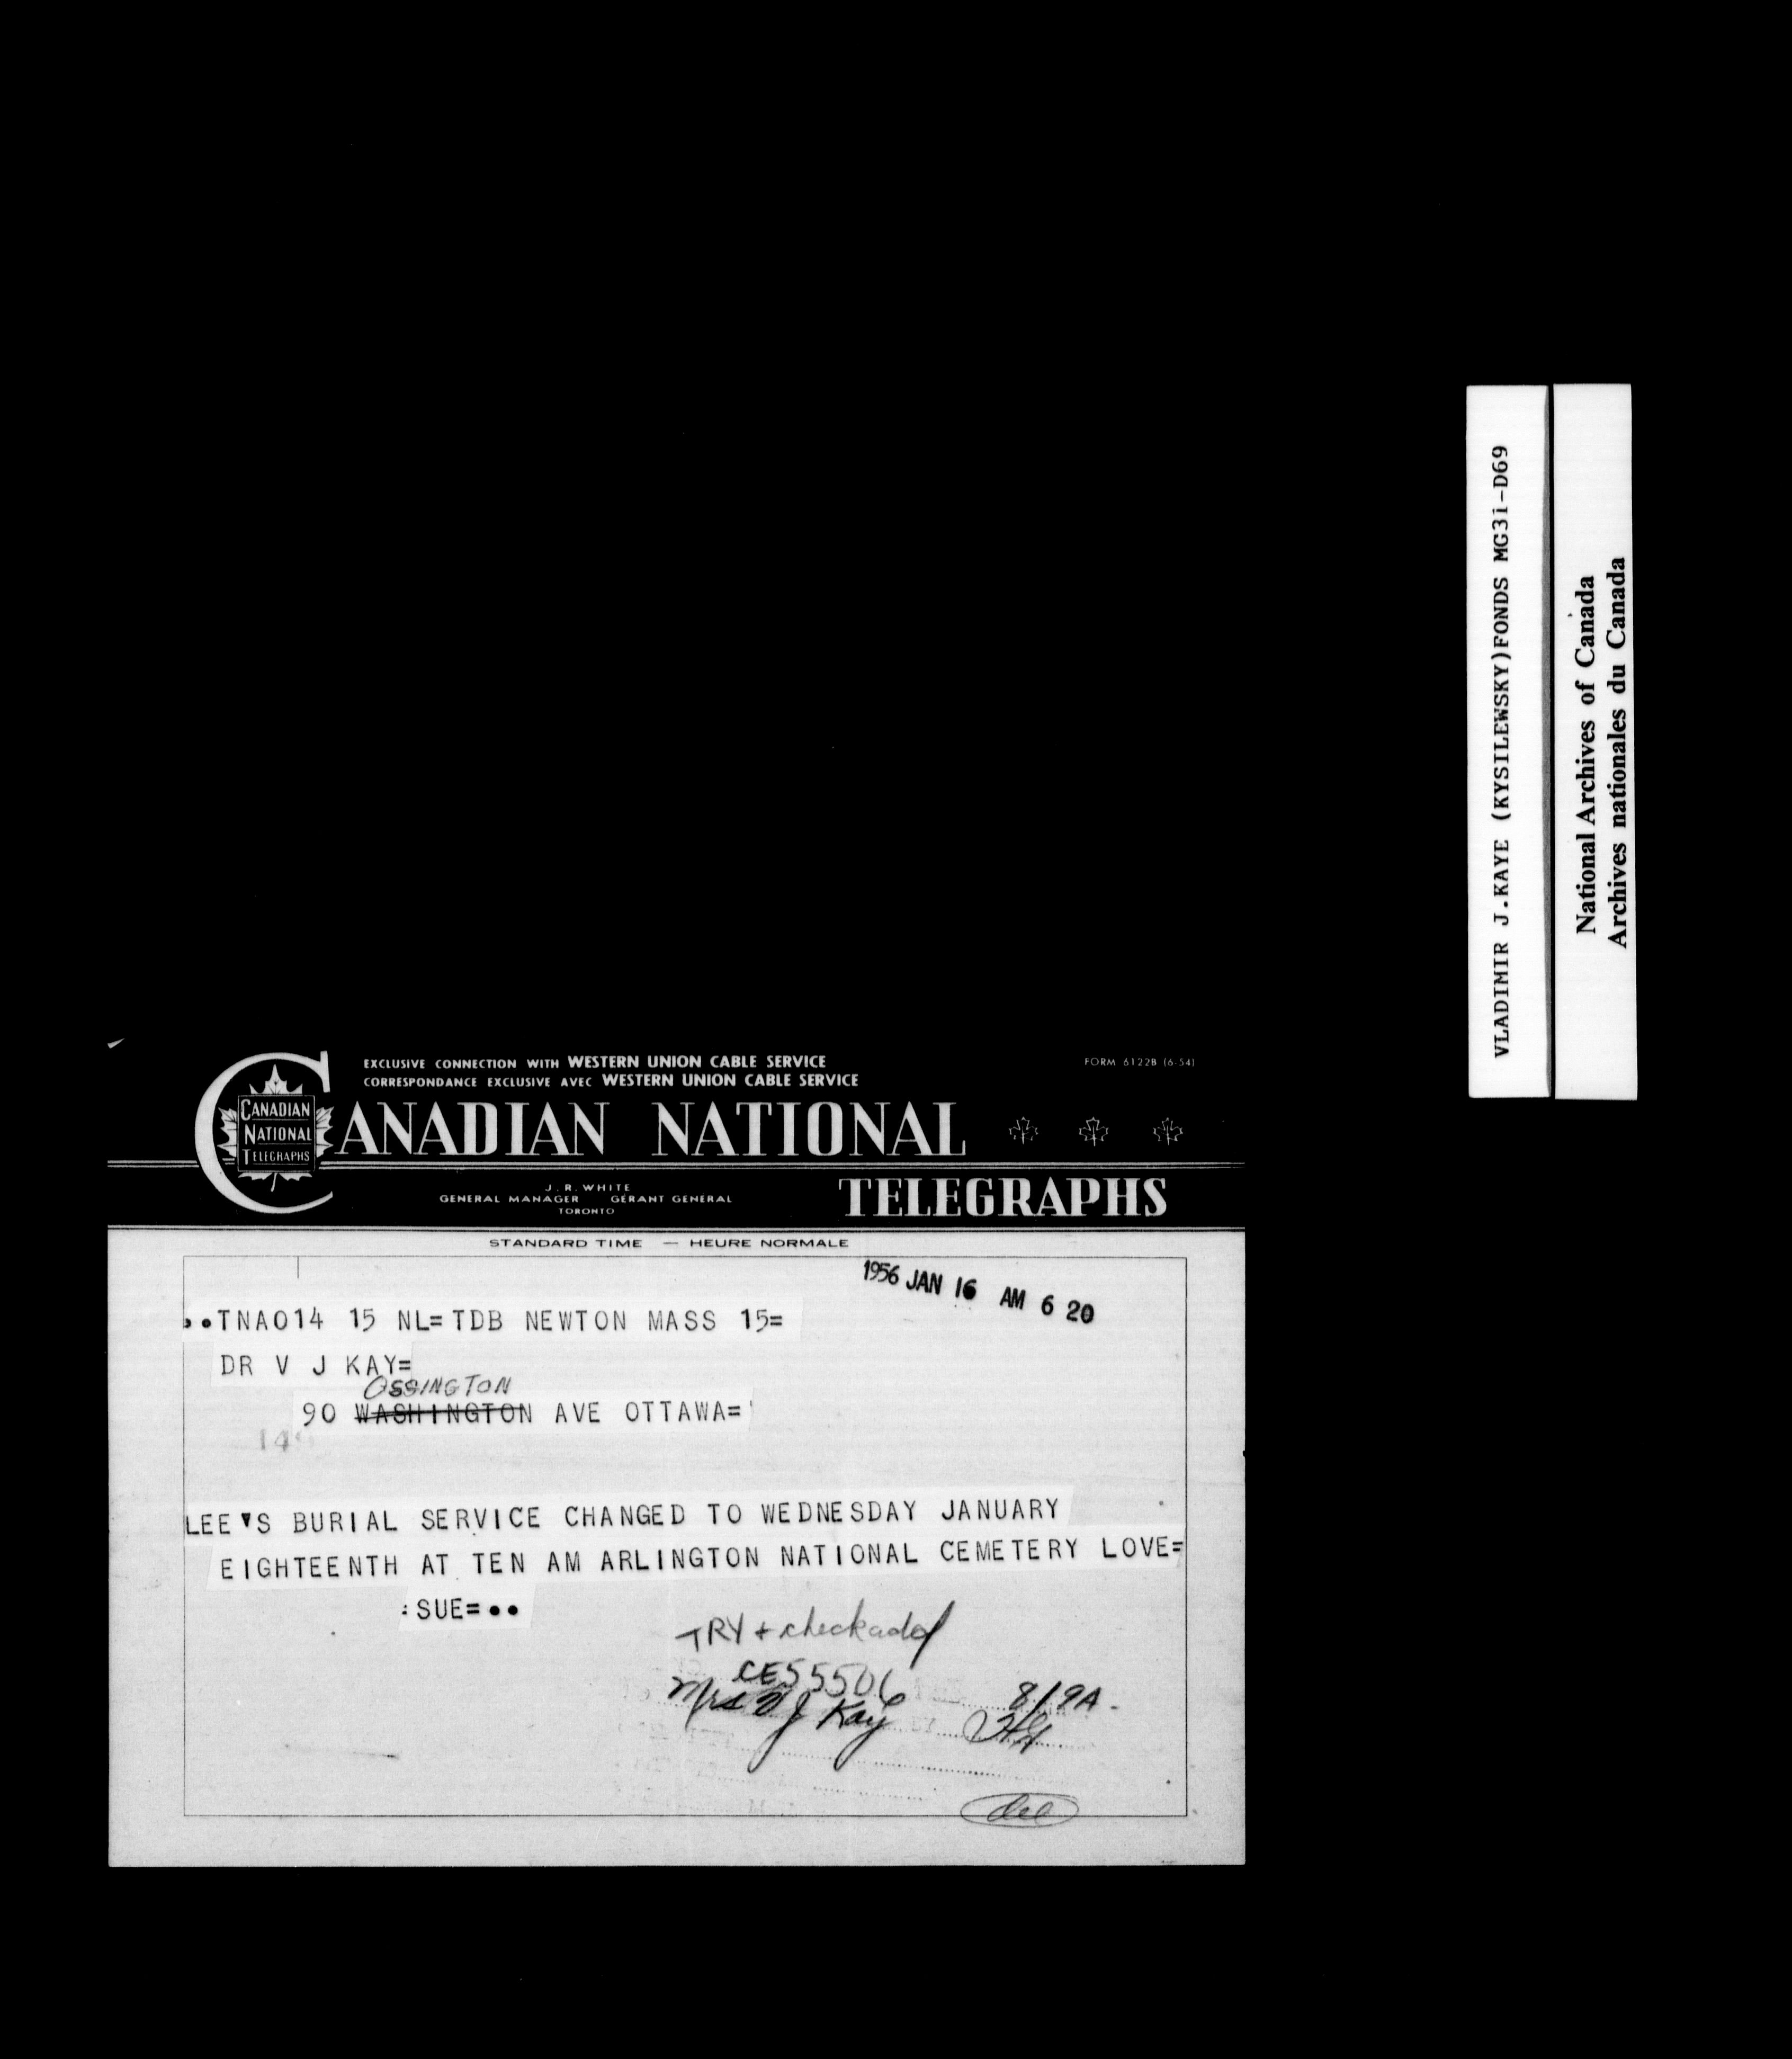 EXCLUSIVE CONNECTION WITH WESTERN UNION CABLE SERVICE
CORRESPONDANCE EXCLUSIVE AVEC WESTERN UNION CABLE SERVICE
FORM 6122B (6-54)
CANADIAN NATIONAL
CANADIAN
NATIONAL
TELEGRAPHS
TELEGRAPHS
J. R. WHITE
GENERAL MANAGER GÉRANT GENERAL
TORONTO
STANDARD TIME — HEURE NORMALE
1956 JAN 16 AM 6 20
••TNA014 15 NL=TDB NEWTON MASS 15=
DR V J KAY=
OSSINGTON
90 WASHINGTON AVE OTTAWA=
LEE'S BURIAL SERVICE CHANGED TO WEDNESDAY JANUARY
EIGHTEENTH AT TEN AM ARLINGTON NATIONAL CEMETERY LOVE=
:SUE=••
TRY + check add
CE55506
Mrs V J Kay
8/9A.
del
VLADIMIR J.KAYE (KYSILEWSKY)FONDS MG31-D69
National Archives of Canada
Archives nationales du Canada